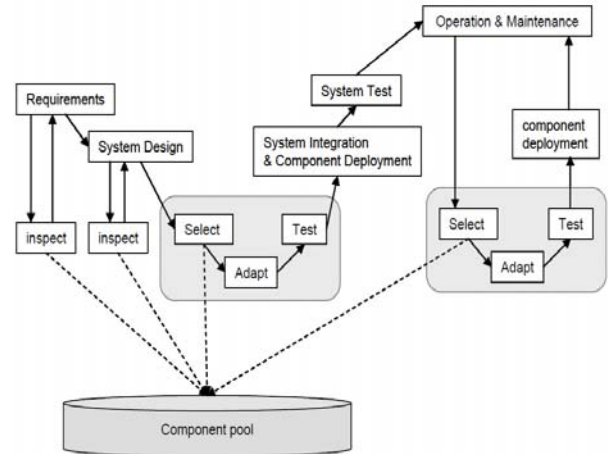 Operation & Maintenance
System Test
Requirements
System Design
System Integration
& Component Deployment
component
deployment
inspect
inspect
Select
Test
Adapt
Select
Test
Adapt
Component pool